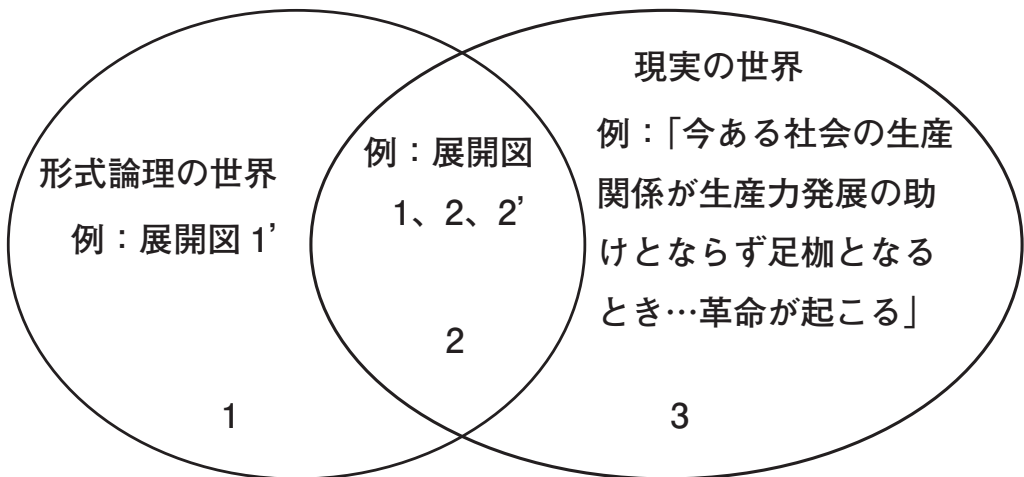 形式論理の世界
例：展開図 1’
1
例：展開図
1、2、2’
2
現実の世界
例：｢今ある社会の生産
関係が生産力発展の助
けとならず足枷となる
とき…革命が起こる｣
3